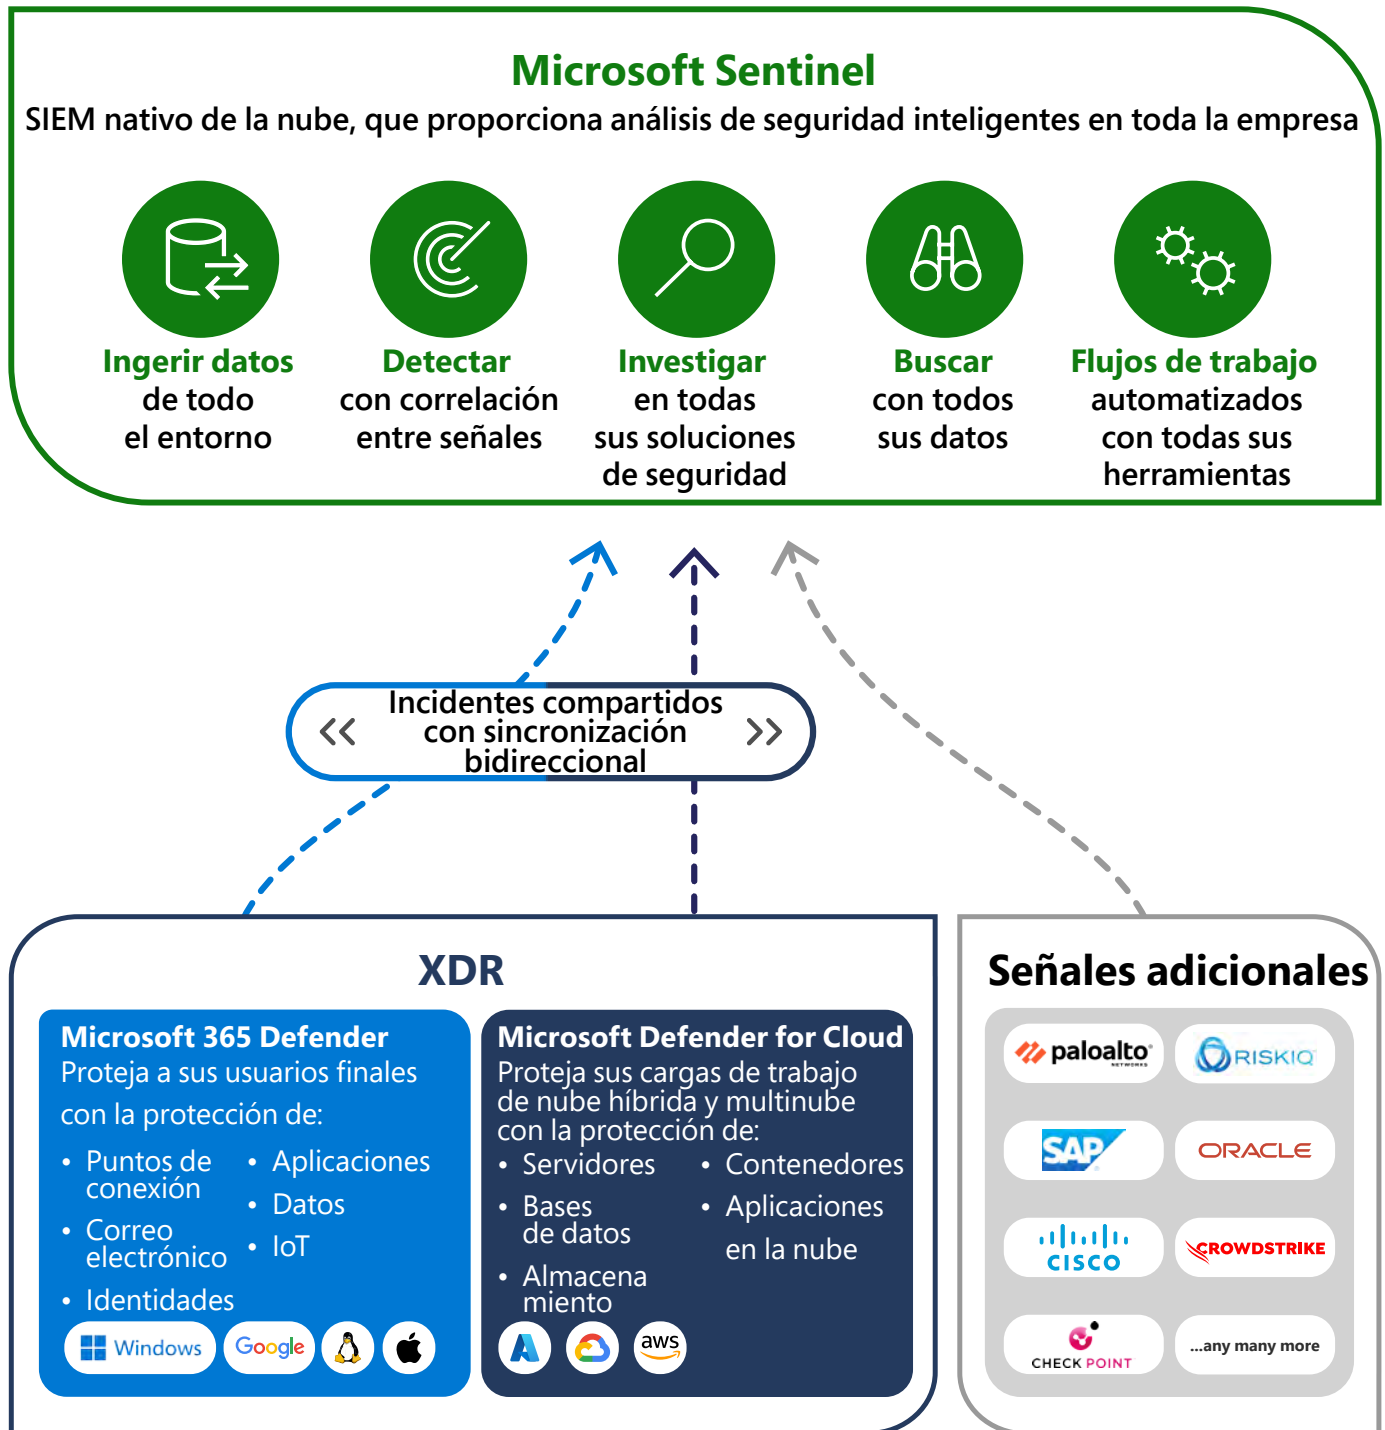 Microsoft Sentinel
SIEM nativo de la nube, que proporciona análisis de seguridad inteligentes en toda la empresa
Ingerir datos
de todo
el entorno
Detectar
con correlación
entre señales
Investigar
en todas
sus soluciones
de seguridad
Buscar
con todos
sus datos
Flujos de trabajo
automatizados
con todas sus
herramientas
Incidentes compartidos
con sincronización
bidireccional
XDR
Microsoft 365 Defender
Proteja a sus usuarios finales
con la protección de:
• Puntos de
conexión
• Correo
electrónico
• Identidades
• Aplicaciones
• Datos
• IoT
Windows
Google
Microsoft Defender for Cloud
Proteja sus cargas de trabajo
de nube híbrida y multinube
con la protección de:
• Servidores
• Bases
de datos
• Almacena
miento
• Contenedores
• Aplicaciones
en la nube
aws
Señales adicionales
paloalto
NETWORKS
RISKIQ
SAP
ORACLE
CISCO
CROWDSTRIKE
CHECK POINT
...any many more